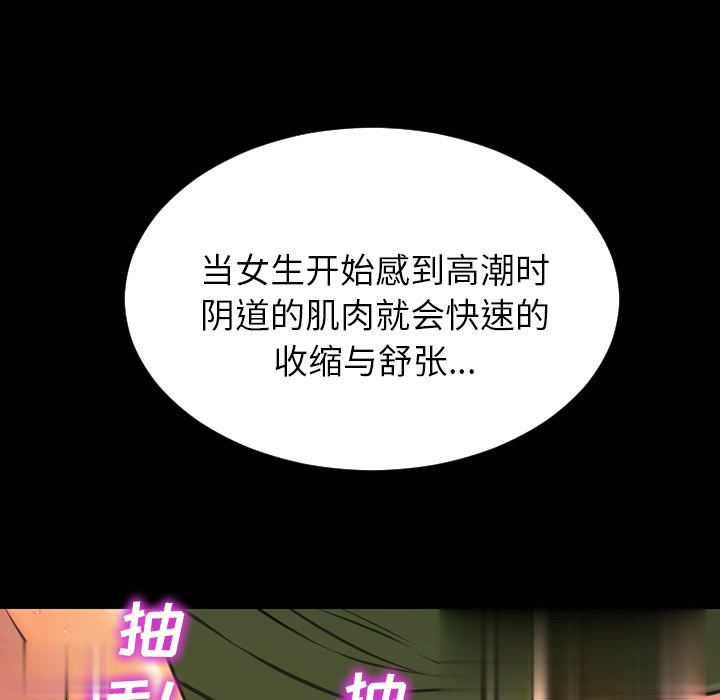 当女生开始感到高潮时
阴道的肌肉就会快速的
收缩与舒张...
抽
抽